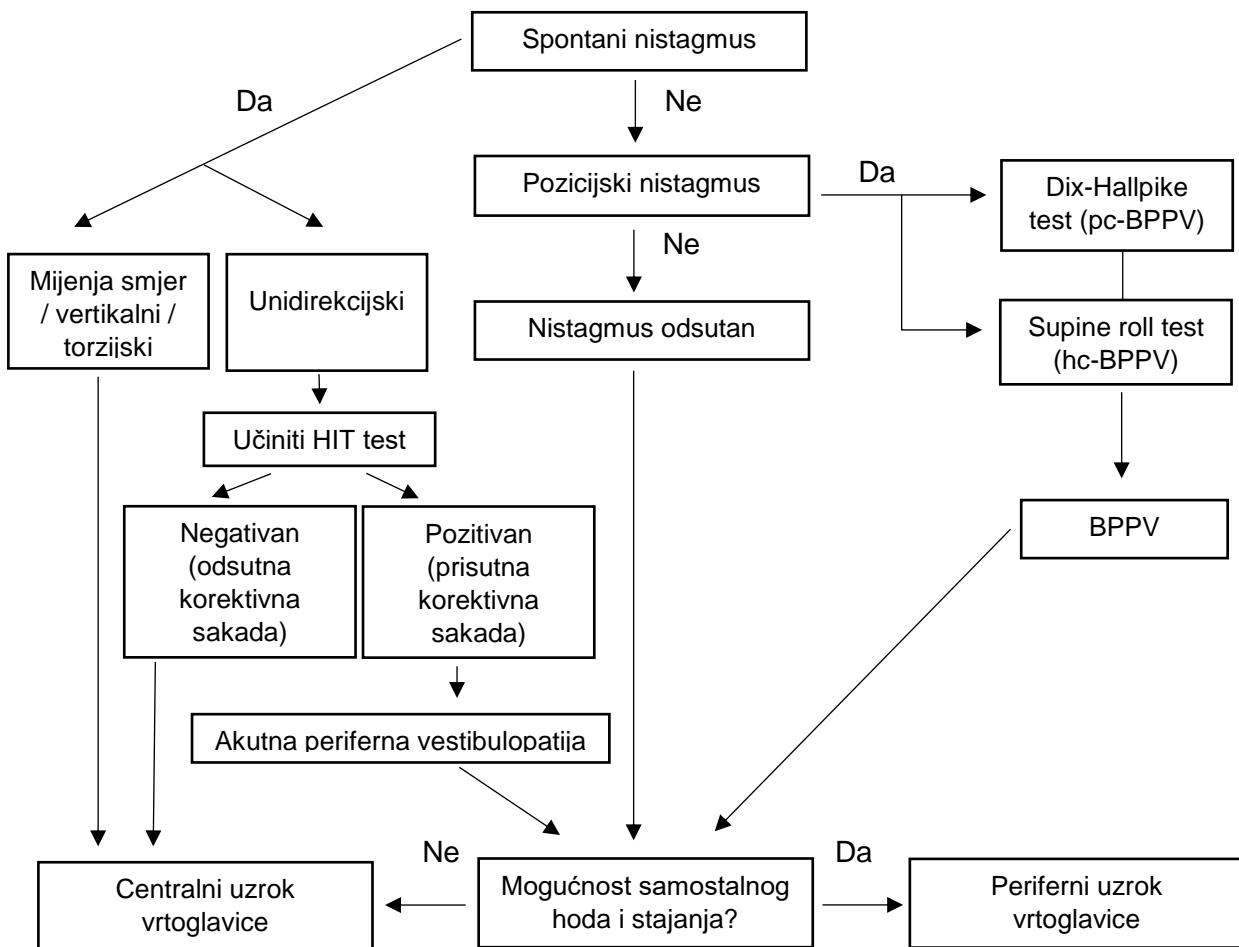 Spontani nistagmus
Da
Ne
Pozicijski nistagmus
Da
Dix-Hallpike
test (pc-BPPV)
Ne
Mijenja smjer
/ vertikalni /
torzijski
Unidirekcijski
Nistagmus odsutan
Supine roll test
(hc-BPPV)
Učiniti HIT test
Negativan
(odsutna
korektivna
sakada)
Pozitivan
(prisutna
korektivna
sakada)
BPPV
Akutna periferna vestibulopatija
Ne
Da
Centralni uzrok
vrtoglavice
Mogućnost samostalnog
hoda i stajanja?
Periferni uzrok
vrtoglavice